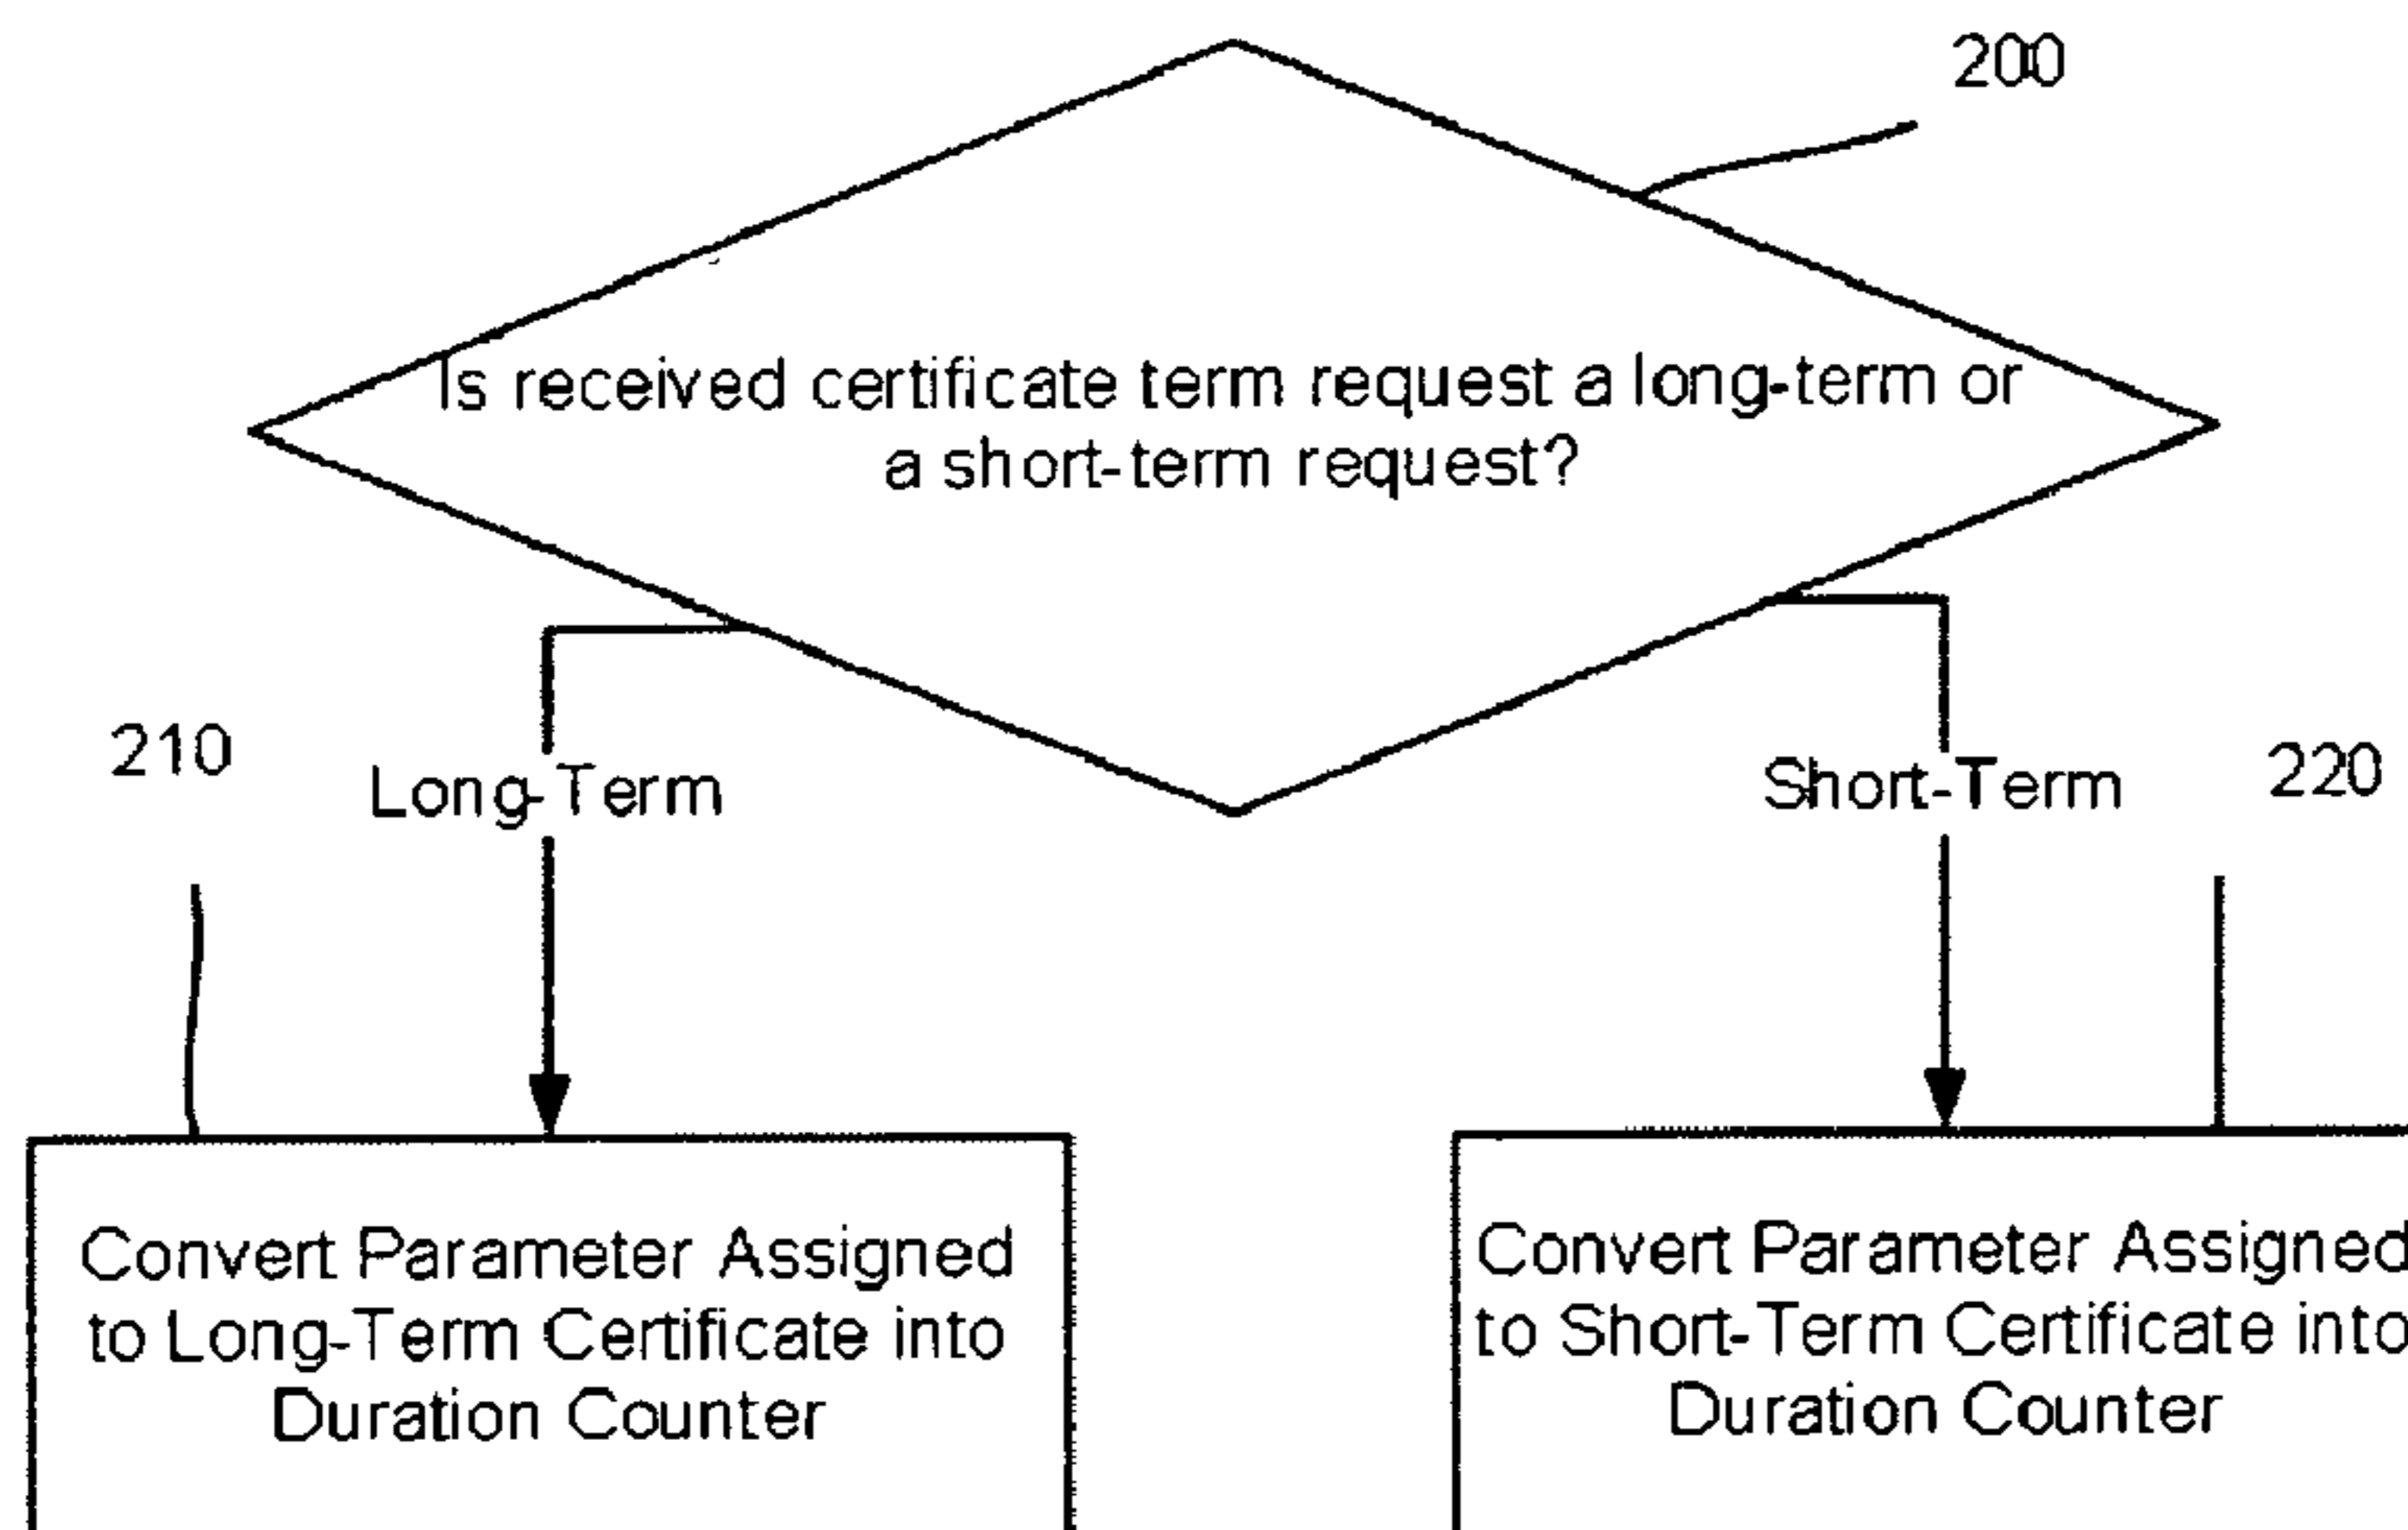 200
Is received certificate term request a long-term or
a short-term request?
210
Long-Term
Short-Term
220
Convert Parameter Assigned
to Long-Term Certificate into
Duration Counter
Convert Parameter Assigned
to Short-Term Certificate into
Duration Counter